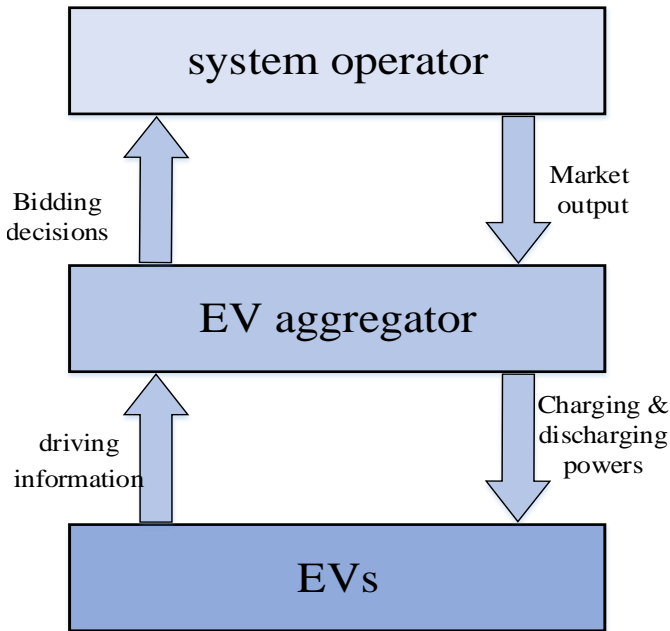 system operator
Bidding
decisions
Market
output
EV aggregator
driving
information
Charging &
discharging
powers
EVs